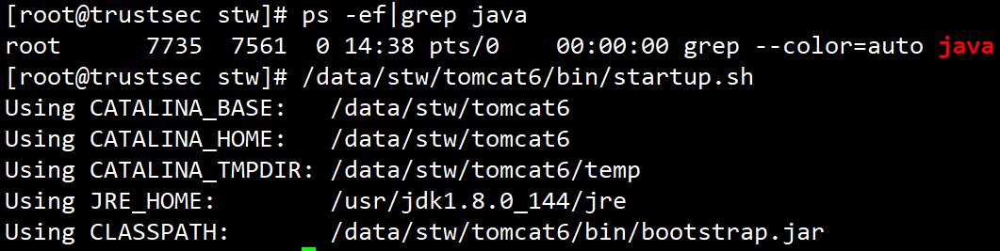 [root@trustsec stw]# ps -ef|grep java
root      7735  7561  0 14:38 pts/0    00:00:00 grep --color=auto java
[root@trustsec stw]# /data/stw/tomcat6/bin/startup.sh
Using CATALINA_BASE:   /data/stw/tomcat6
Using CATALINA_HOME:   /data/stw/tomcat6
Using CATALINA_TMPDIR: /data/stw/tomcat6/temp
Using JRE_HOME:        /usr/jdk1.8.0_144/jre
Using CLASSPATH:       /data/stw/tomcat6/bin/bootstrap.jar